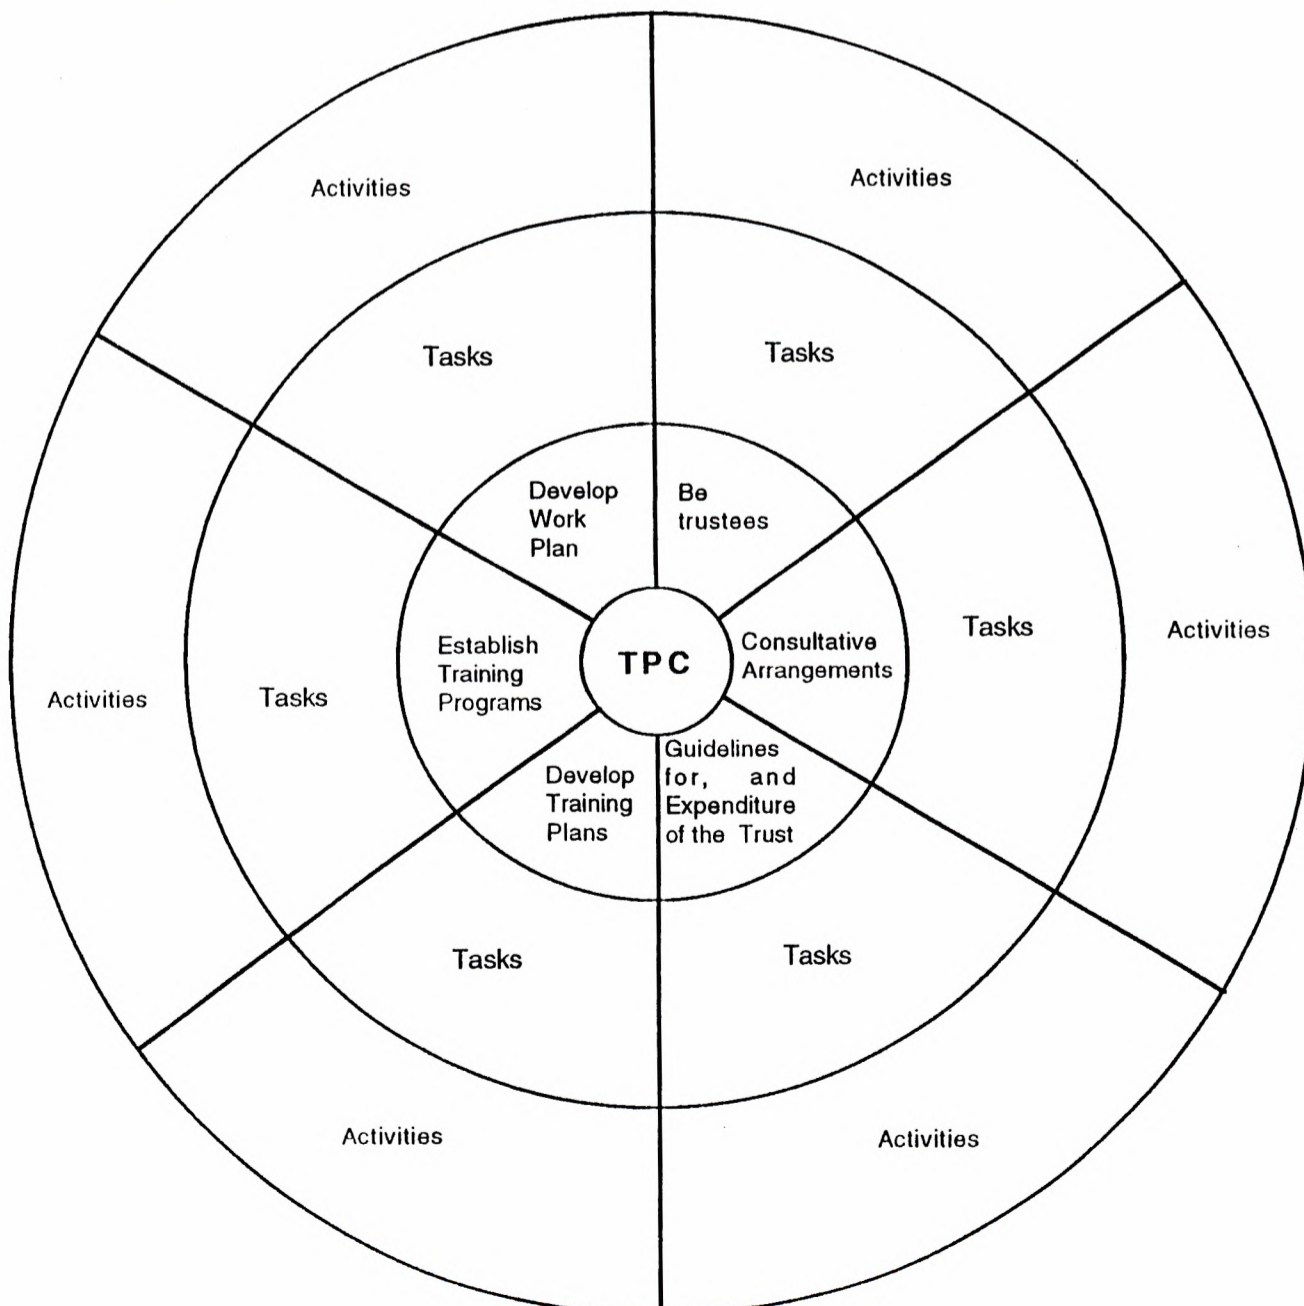 Activities
Activities
Tasks
Tasks
Develop
Work
Plan
Be
trustees
Establish
Training
Programs
TPC
Consultative
Arrangements
Tasks
Activities
Activities
Tasks
Develop
Training
Plans
Guidelines
for, and
Expenditure
of the Trust
Tasks
Tasks
Activities
Activities